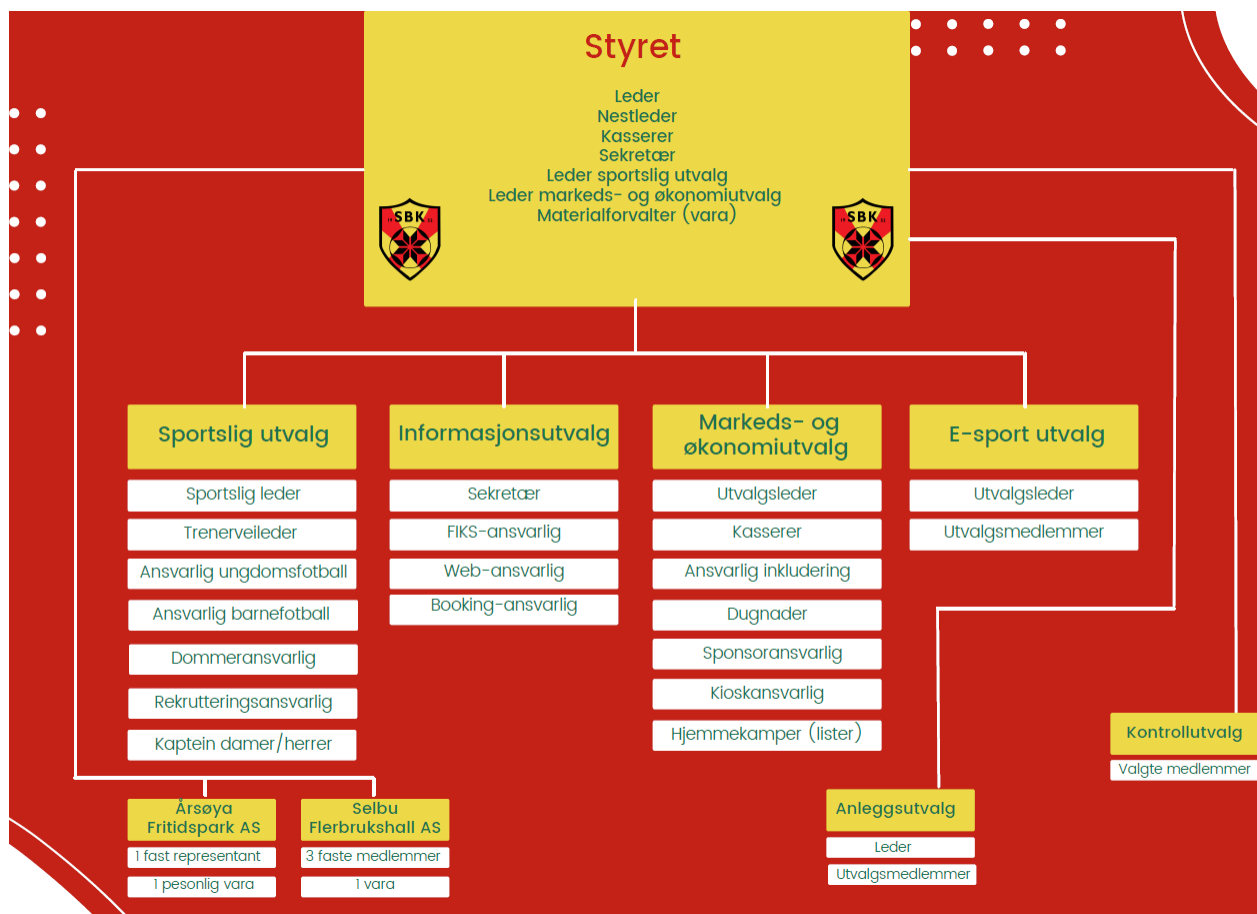 Styret
Leder
Nestleder
Kasserer
Sekretær
Leder sportslig utvalg
Leder markeds- og økonomiutvalg
Materialforvalter (vara)
SBK
SBK
Sportslig utvalg
Sportslig leder
Trenerveileder
Ansvarlig ungdomsfotball
Ansvarlig barnefotball
Dommeransvarlig
Rekrutteringsansvarlig
Kaptein damer/herrer
Informasjonsutvalg
Sekretær
FIKS-ansvarlig
Web-ansvarlig
Booking-ansvarlig
Markeds- og
økonomiutvalg
Utvalgsleder
Kasserer
Ansvarlig inkludering
Dugnader
Sponsoransvarlig
Kioskansvarlig
Hjemmekamper (lister)
E-sport utvalg
Utvalgsleder
Utvalgsmedlemmer
Årsøya
Fritidspark AS
1 fast representant
1 pesonlig vara
Selbu
Flerbrukshall AS
3 faste medlemmer
1 vara
Anleggsutvalg
Leder
Utvalgsmedlemmer
Kontrollutvalg
Valgte medlemmer